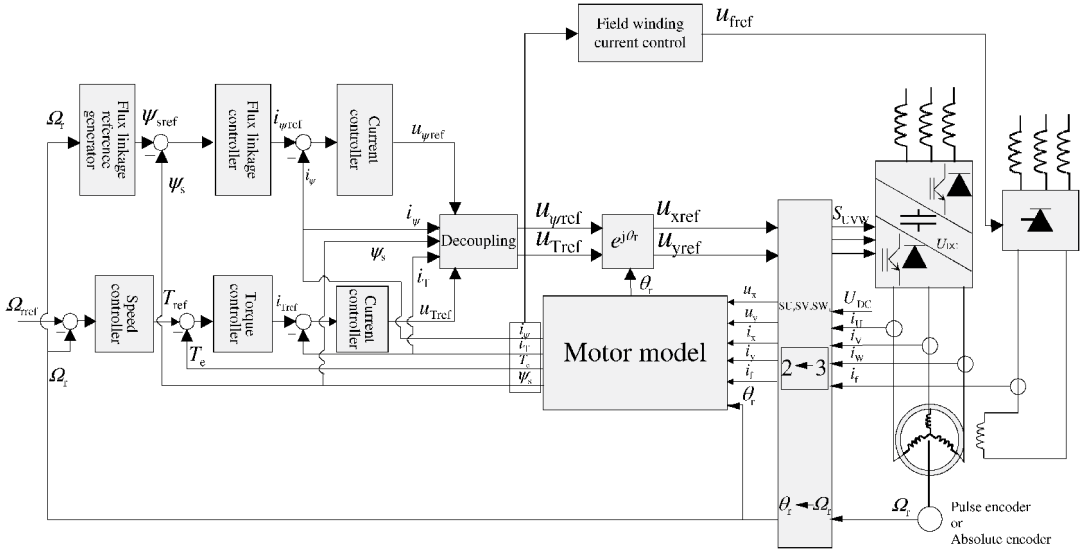 Field winding
current control
u_fref
Ω_r
Flux linkage
reference
generator
ψ_sref
−
ψ_s
Flux linkage
controller
i_ψref
−
i_ψ
Current
controller
u_ψref
i_ψ
ψ_s
i_T
Decoupling
u_ψref
u_Tref
e^jθ_r
θ_r
u_xref
u_yref
S_UVW
U_DC
Ω_rref
−
Ω_r
Speed
controller
T_ref
−
T_e
Torque
controller
i_Tref
−
Current
controller
u_Tref
i_ψ
i_T
T_e
ψ_s
Motor model
u_x
u_y
i_x
i_y
i_f
θ_r
SU,SV,SW
2 ← 3
U_DC
i_U
i_V
i_W
i_f
θ_r ← Ω_r
Ω_r
Pulse encoder
or
Absolute encoder